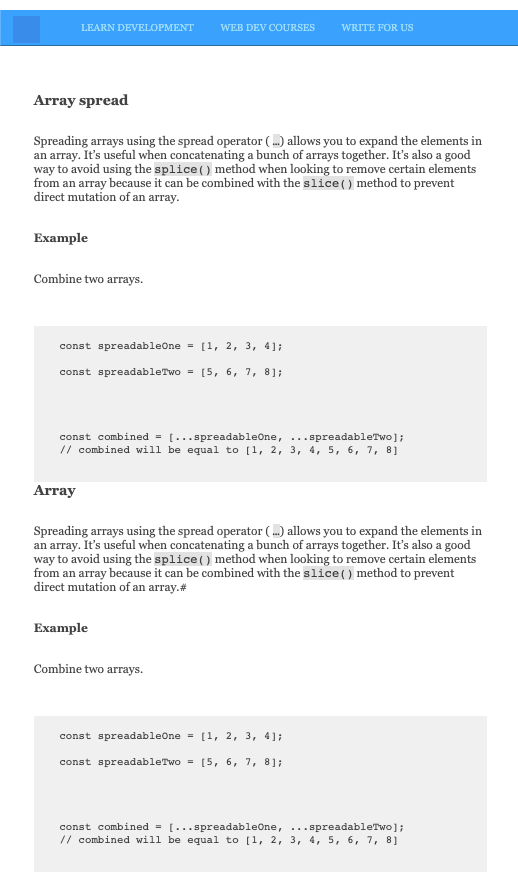 LEARN DEVELOPMENT WEB DEV COURSES WRITE FOR US
Array spread
Spreading arrays using the spread operator ( …) allows you to expand the elements in
an array. It’s useful when concatenating a bunch of arrays together. It’s also a good
way to avoid using the splice() method when looking to remove certain elements
from an array because it can be combined with the slice() method to prevent
direct mutation of an array.
Example
Combine two arrays.
const spreadableOne = [1, 2, 3, 4];
const spreadableTwo = [5, 6, 7, 8];
const combined = [...spreadableOne, ...spreadableTwo];
// combined will be equal to [1, 2, 3, 4, 5, 6, 7, 8]
Array
Spreading arrays using the spread operator ( …) allows you to expand the elements in
an array. It’s useful when concatenating a bunch of arrays together. It’s also a good
way to avoid using the splice() method when looking to remove certain elements
from an array because it can be combined with the slice() method to prevent
direct mutation of an array.#
Example
Combine two arrays.
const spreadableOne = [1, 2, 3, 4];
const spreadableTwo = [5, 6, 7, 8];
const combined = [...spreadableOne, ...spreadableTwo];
// combined will be equal to [1, 2, 3, 4, 5, 6, 7, 8]